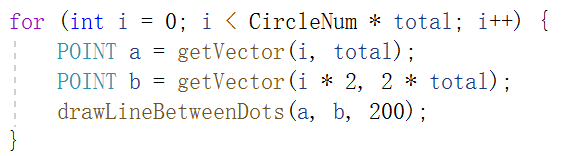 for (int i = 0; i < CircleNum * total; i++) {
    POINT a = getVector(i, total);
    POINT b = getVector(i * 2, 2 * total);
    drawLineBetweenDots(a, b, 200);
}